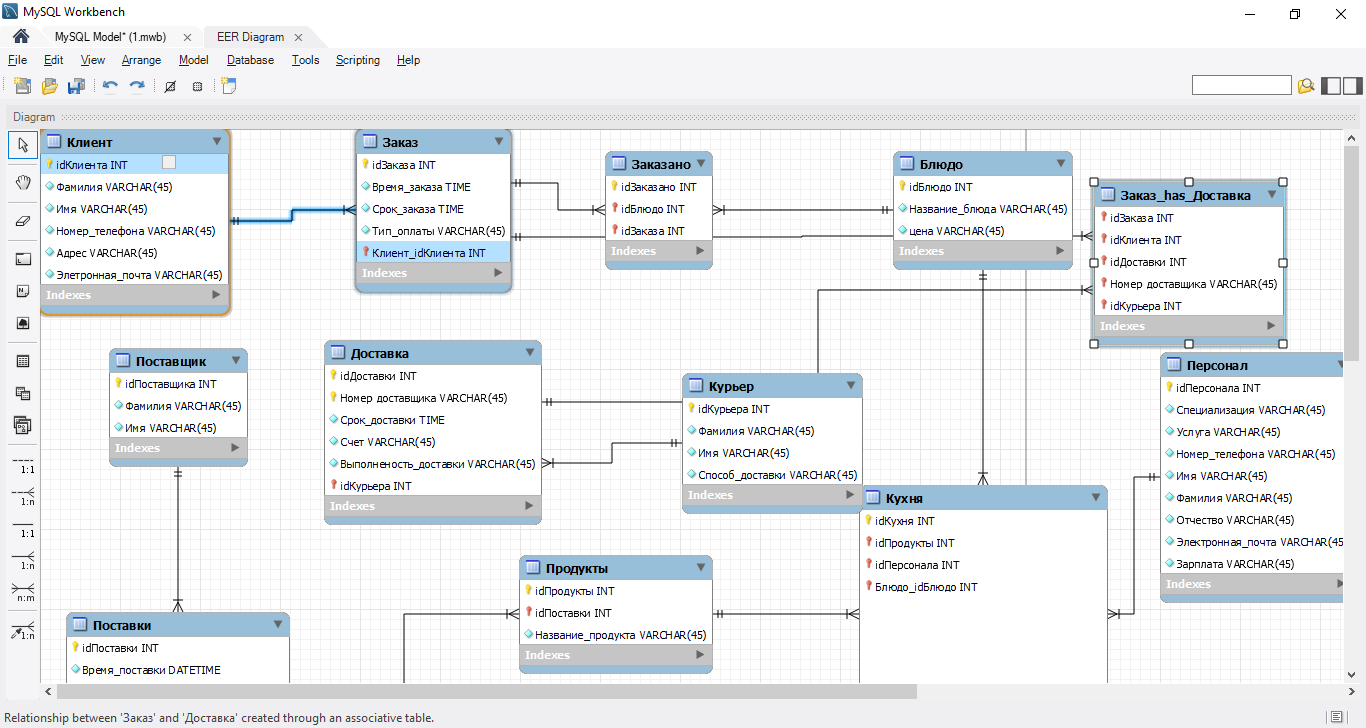 MySQL Workbench
MySQL Model* (1.mwb)
EER Diagram
File Edit View Arrange Model Database Tools Scripting Help
Diagram
Клиент
idКлиента INT
Фамилия VARCHAR(45)
Имя VARCHAR(45)
Номер_телефона VARCHAR(45)
Адрес VARCHAR(45)
Элетронная_почта VARCHAR(45)
Indexes
Заказ
idЗаказа INT
Время_заказа TIME
Срок_заказа TIME
Тип_оплаты VARCHAR(45)
Клиент_idКлиента INT
Indexes
Заказано
idЗаказано INT
idБлюдо INT
idЗаказа INT
Indexes
Блюдо
idБлюдо INT
Название_блюда VARCHAR(45)
цена VARCHAR(45)
Indexes
Заказ_has_Доставка
idЗаказа INT
idКлиента INT
idДоставки INT
Номер доставщика VARCHAR(45)
idКурьера INT
Indexes
Поставщик
idПоставщика INT
Фамилия VARCHAR(45)
Имя VARCHAR(45)
Indexes
Доставка
idДоставки INT
Номер доставщика VARCHAR(45)
Срок_доставки TIME
Счет VARCHAR(45)
Выполненость_доставки VARCHAR(45)
idКурьера INT
Indexes
Курьер
idКурьера INT
Фамилия VARCHAR(45)
Имя VARCHAR(45)
Способ_доставки VARCHAR(45)
Indexes
Персонал
idПерсонала INT
Специализация VARCHAR(45)
Услуга VARCHAR(45)
Номер_телефона VARCHAR(45)
Имя VARCHAR(45)
Фамилия VARCHAR(45)
Отчество VARCHAR(45)
Электронная_почта VARCHAR(45
Зарплата VARCHAR(45)
Indexes
Кухня
idКухня INT
idПродукты INT
idПерсонала INT
Блюдо_idБлюдо INT
Продукты
idПродукты INT
idПоставки INT
Название_продукта VARCHAR(45)
Indexes
Поставки
idПоставки INT
Время_поставки DATETIME
1:1
1:n
1:1
1:n
n:m
1:n
Relationship between 'Заказ' and 'Доставка' created through an associative table.